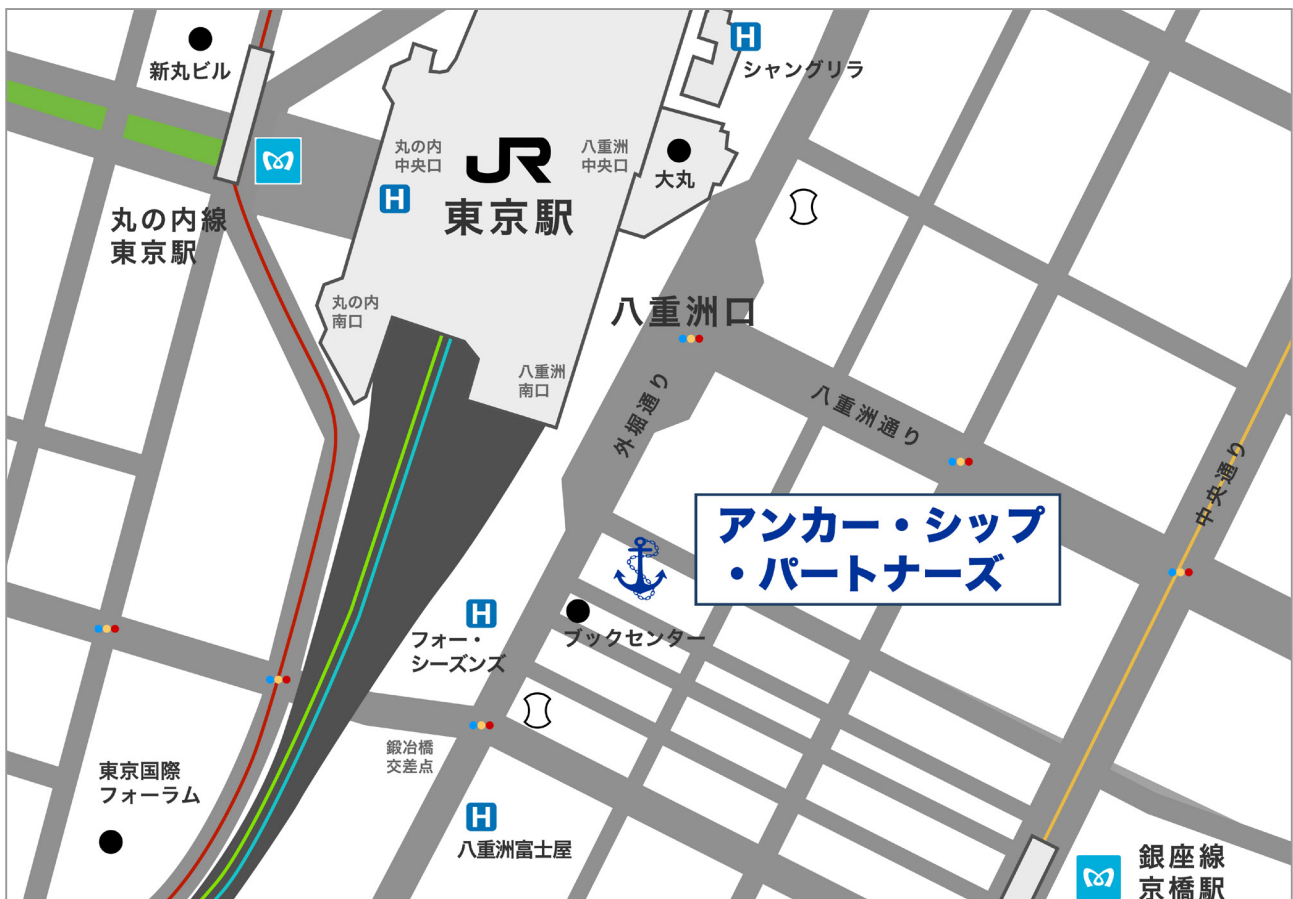 新丸ビル
H
シャングリラ
丸の内
中央口
JR
東京駅
八重洲
中央口
大丸
H
丸の内線
東京駅
丸の内
南口
八重洲口
八重洲
南口
外堀通り
八重洲通り
中央通り
アンカー・シップ
・パートナーズ
H
フォー・
シーズンズ
ブックセンター
鍛冶橋
交差点
東京国際
フォーラム
H
八重洲富士屋
銀座線
京橋駅